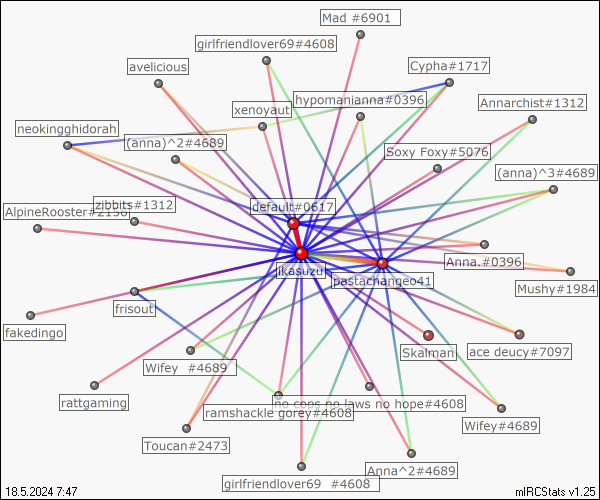 Mad #6901
girlfriendlover69#4608
avelicious
Cypha#1717
xenoyaut
hypomanianna#0396
Annarchist#1312
neokingghidorah
(anna)^2#4689
Soxy Foxy#5076
(anna)^3#4689
AlpineRooster#2150
zibbits#1312
default#0617
ikasuzu
pastachangeo41
Anna.#0396
Mushy#1984
frisout
fakedingo
Skalman
ace deucy#7097
Wifey #4689
rattgaming
no cops no laws no hope#4608
ramshackle gorey#4608
Wifey#4689
Toucan#2473
Anna^2#4689
girlfriendlover69 #4608
18.5.2024 7:47
mIRCStats v1.25